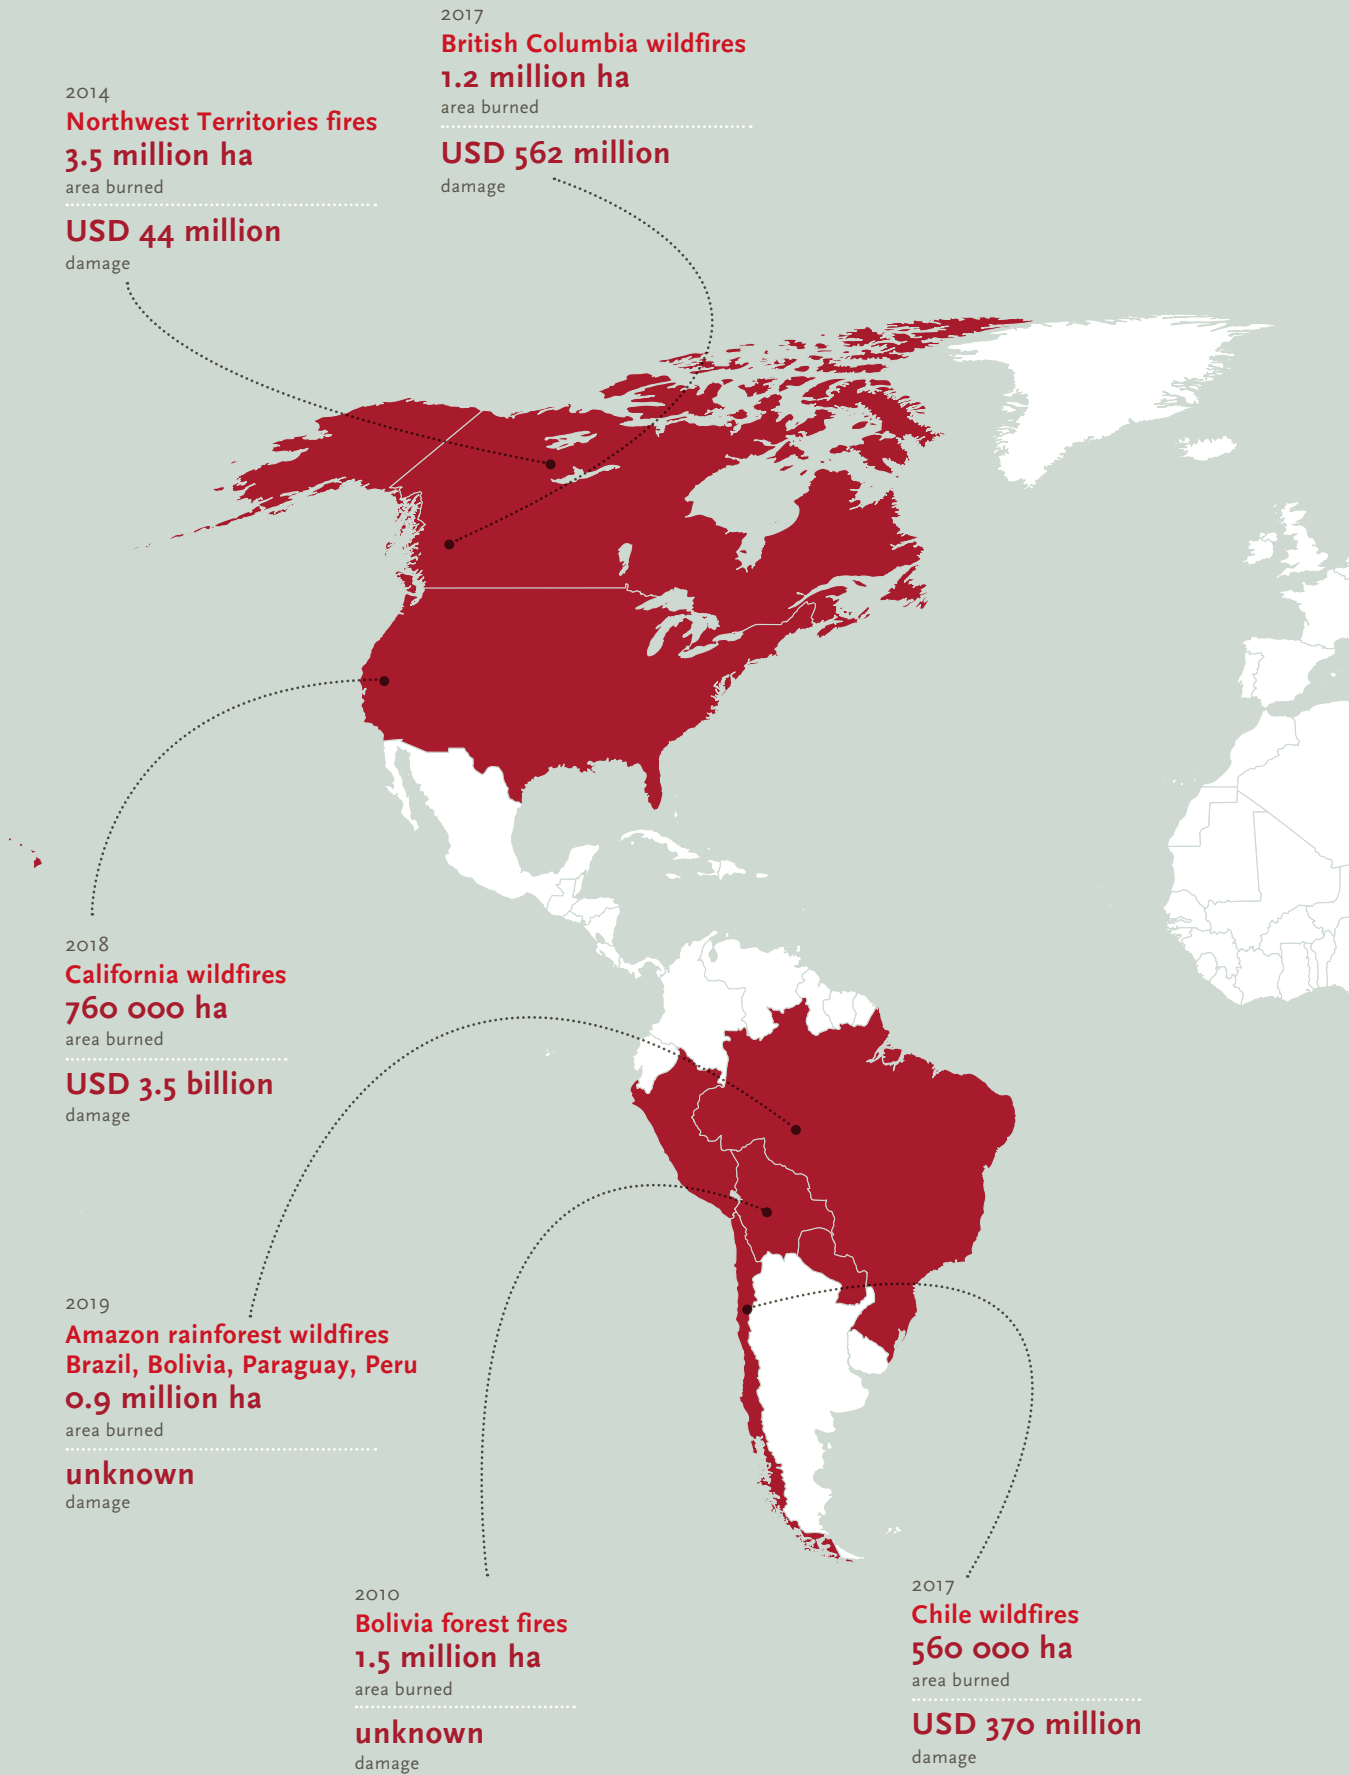 2017
British Columbia wildfires
1.2 million ha
area burned
USD 562 million
damage
2014
Northwest Territories fires
3.5 million ha
area burned
USD 44 million
damage
2018
California wildfires
760 000 ha
area burned
USD 3.5 billion
damage
2019
Amazon rainforest wildfires
Brazil, Bolivia, Paraguay, Peru
0.9 million ha
area burned
unknown
damage
2010
Bolivia forest fires
1.5 million ha
area burned
unknown
damage
2017
Chile wildfires
560 000 ha
area burned
USD 370 million
damage